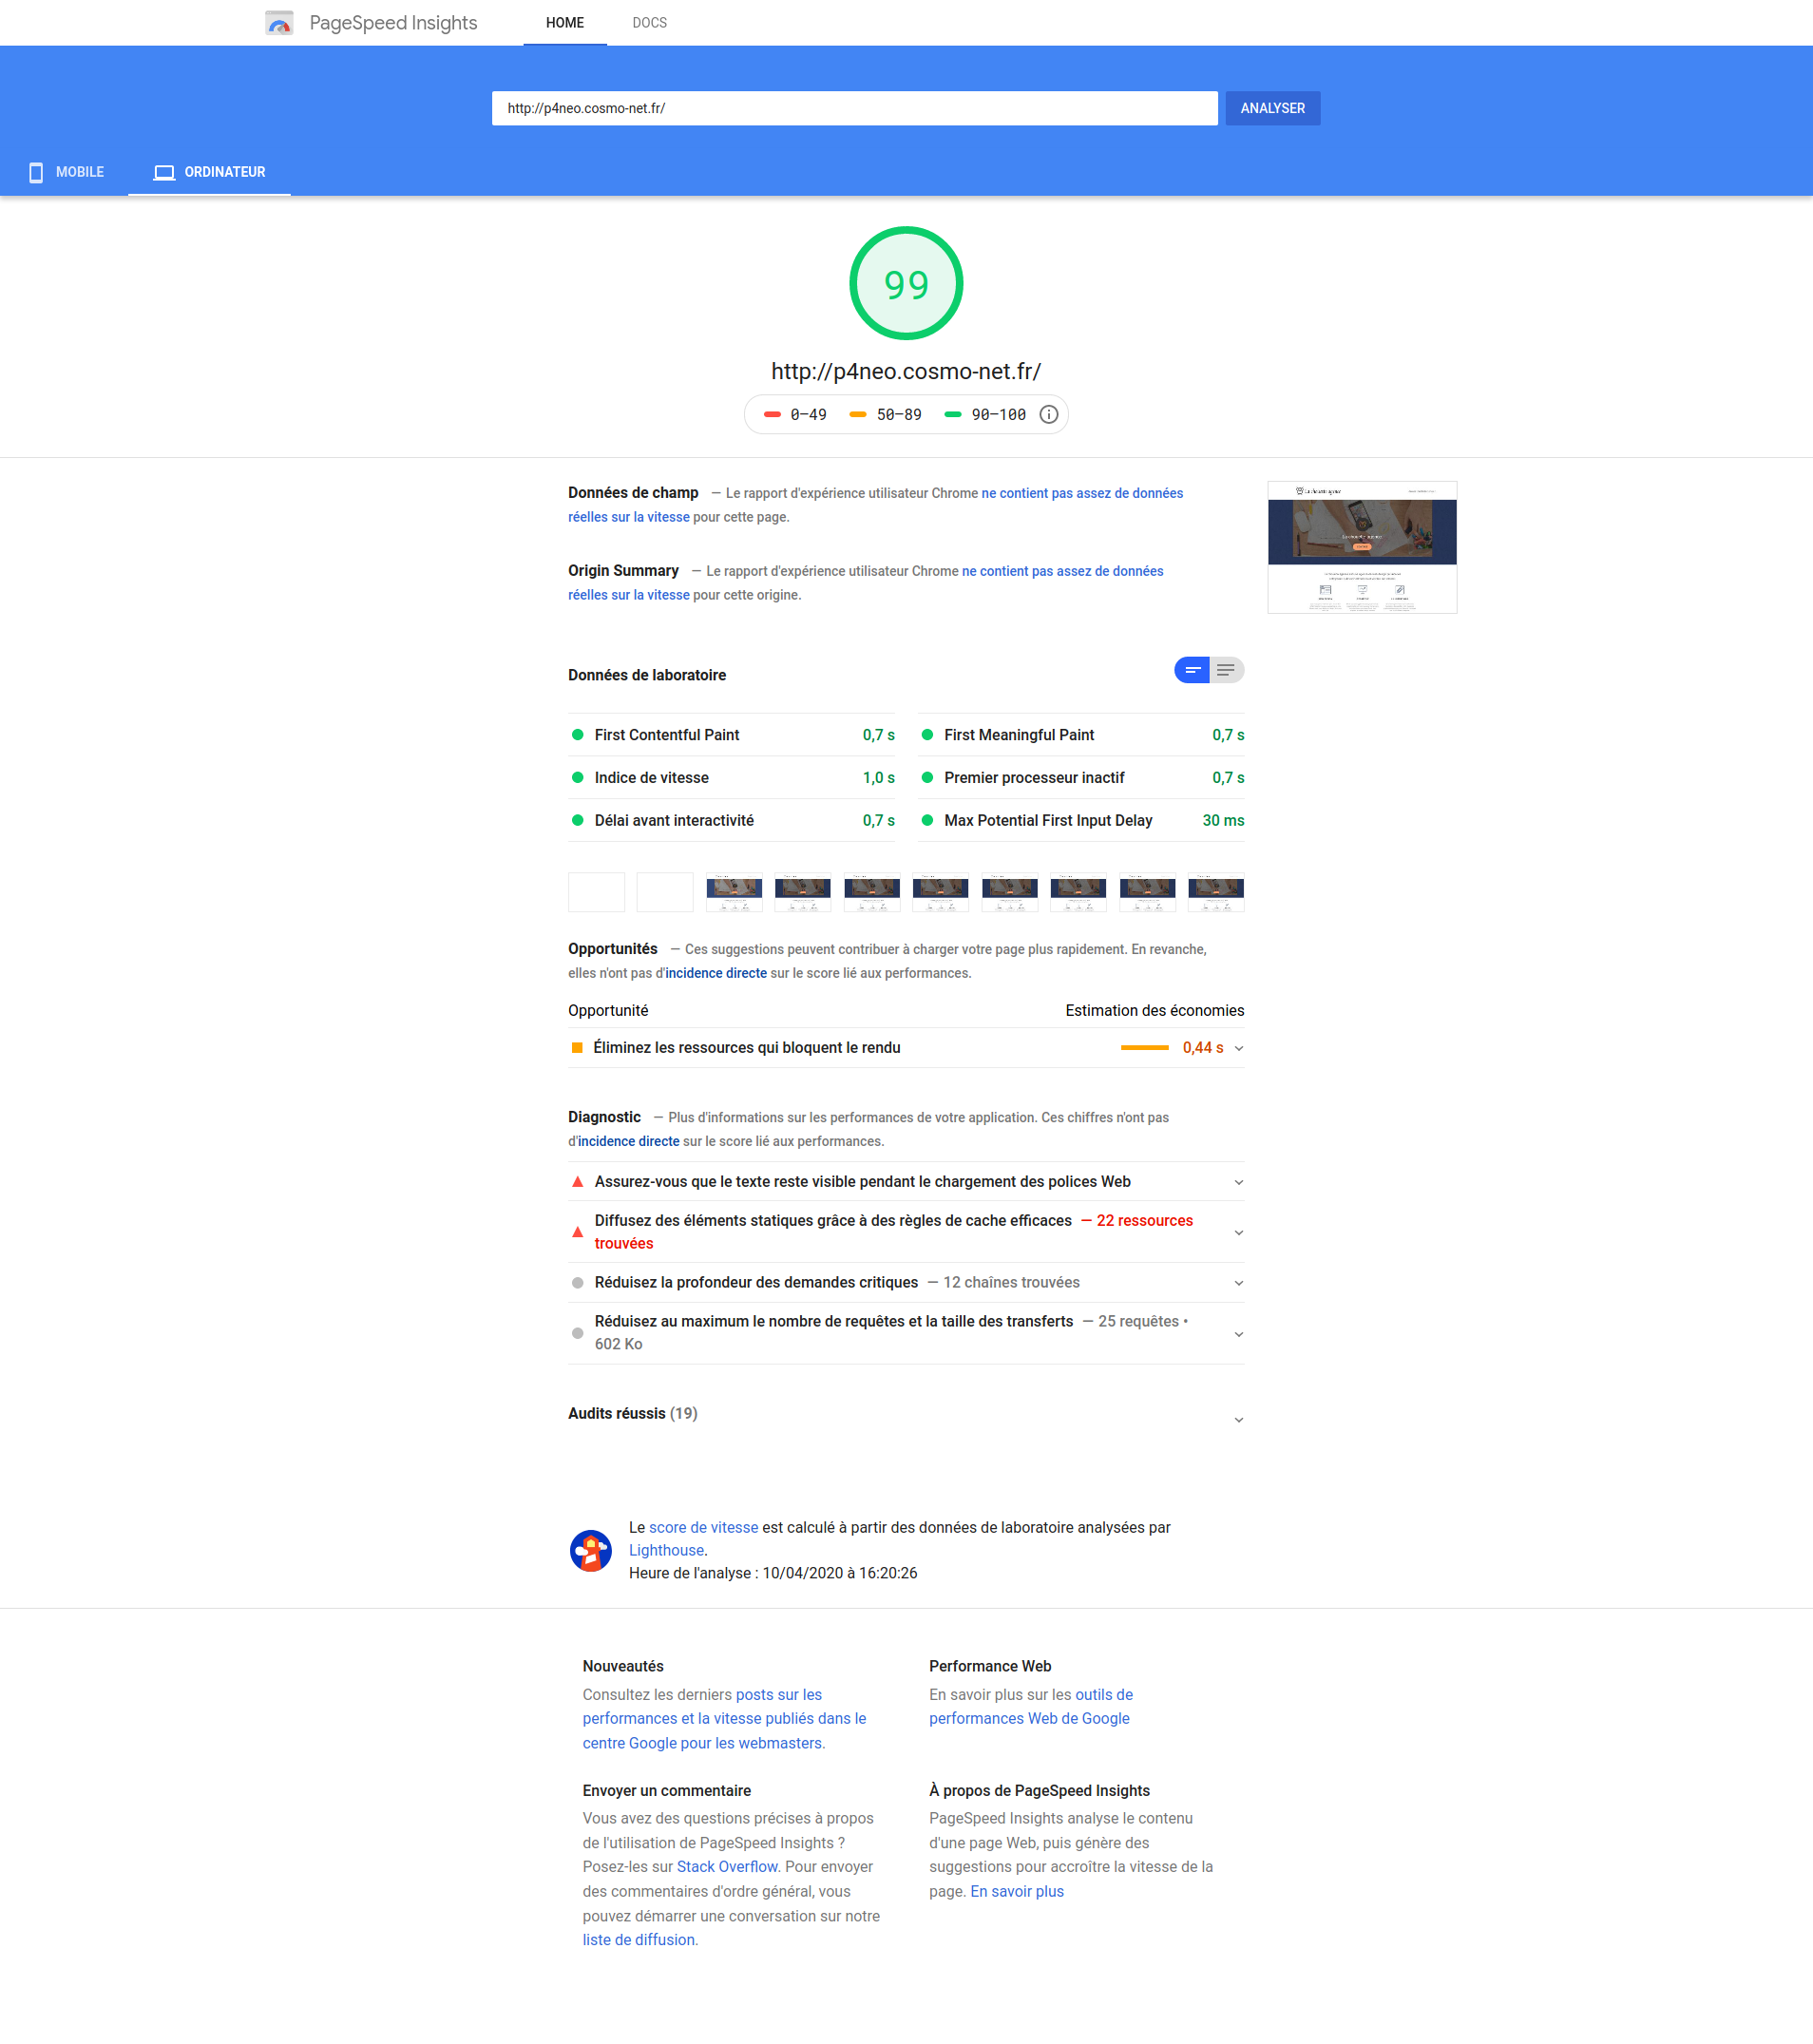 PageSpeed Insights
HOME
DOCS
http://p4neo.cosmo-net.fr/
ANALYSER
MOBILE
ORDINATEUR
99
http://p4neo.cosmo-net.fr/
0–49
50–89
90–100
Données de champ — Le rapport d'expérience utilisateur Chrome ne contient pas assez de données
réelles sur la vitesse pour cette page.
Origin Summary — Le rapport d'expérience utilisateur Chrome ne contient pas assez de données
réelles sur la vitesse pour cette origine.
La chouette agence
Données de laboratoire
First Contentful Paint 0,7 s
First Meaningful Paint 0,7 s
Indice de vitesse 1,0 s
Premier processeur inactif 0,7 s
Délai avant interactivité 0,7 s
Max Potential First Input Delay 30 ms
Opportunités — Ces suggestions peuvent contribuer à charger votre page plus rapidement. En revanche,
elles n'ont pas d'incidence directe sur le score lié aux performances.
Opportunité Estimation des économies
Éliminez les ressources qui bloquent le rendu 0,44 s
Diagnostic — Plus d'informations sur les performances de votre application. Ces chiffres n'ont pas
d'incidence directe sur le score lié aux performances.
Assurez-vous que le texte reste visible pendant le chargement des polices Web
Diffusez des éléments statiques grâce à des règles de cache efficaces — 22 ressources
trouvées
Réduisez la profondeur des demandes critiques — 12 chaînes trouvées
Réduisez au maximum le nombre de requêtes et la taille des transferts — 25 requêtes •
602 Ko
Audits réussis (19)
Le score de vitesse est calculé à partir des données de laboratoire analysées par
Lighthouse.
Heure de l'analyse : 10/04/2020 à 16:20:26
Nouveautés
Consultez les derniers posts sur les
performances et la vitesse publiés dans le
centre Google pour les webmasters.
Performance Web
En savoir plus sur les outils de
performances Web de Google
Envoyer un commentaire
Vous avez des questions précises à propos
de l'utilisation de PageSpeed Insights ?
Posez-les sur Stack Overflow. Pour envoyer
des commentaires d'ordre général, vous
pouvez démarrer une conversation sur notre
liste de diffusion.
À propos de PageSpeed Insights
PageSpeed Insights analyse le contenu
d'une page Web, puis génère des
suggestions pour accroître la vitesse de la
page. En savoir plus